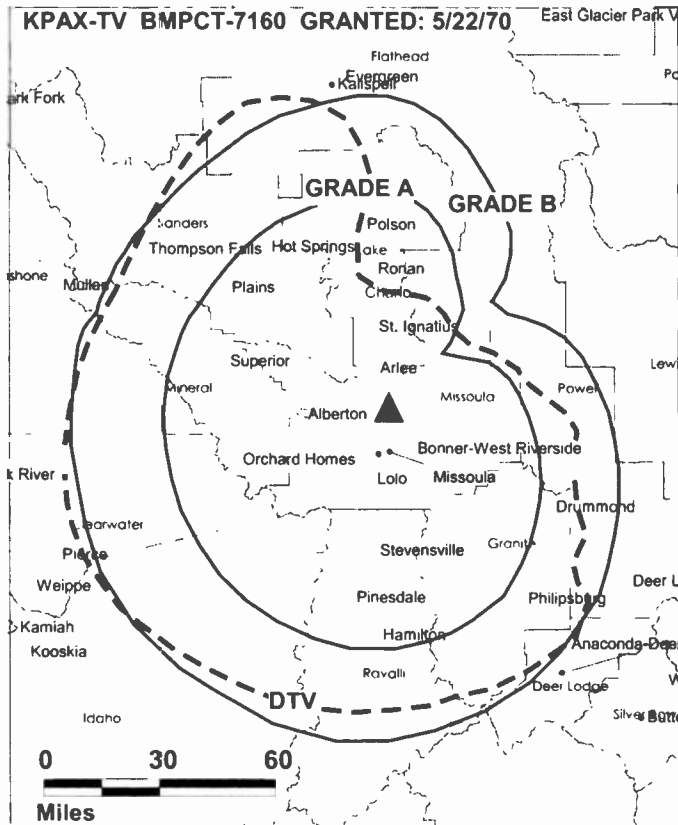 KPAX-TV BMPCT-7160 GRANTED: 5/22/70
East Glacier Park V
Flathead
Evergreen
Kalispell
ark Fork
GRADE A
GRADE B
Sanders
Polson
Thompson Falls
Hot Springs
Lake
Ronan
shone
Mullan
Plains
Charlo
St. Ignatius
Superior
Arlee
Lewi
Mineral
Missoula
Powell
Alberton
Bonner-West Riverside
Orchard Homes
k River
Lolo
Missoula
Drummond
Clearwater
Granit
Pierce
Stevensville
Weippe
Pinesdale
Philipsburg
Deer L
Kamiah
Hamilton
Kooskia
Anaconda-Deer
Ravalli
Deer Lodge
DTV
Idaho
Silver Bow
Butte
0 30 60
Miles